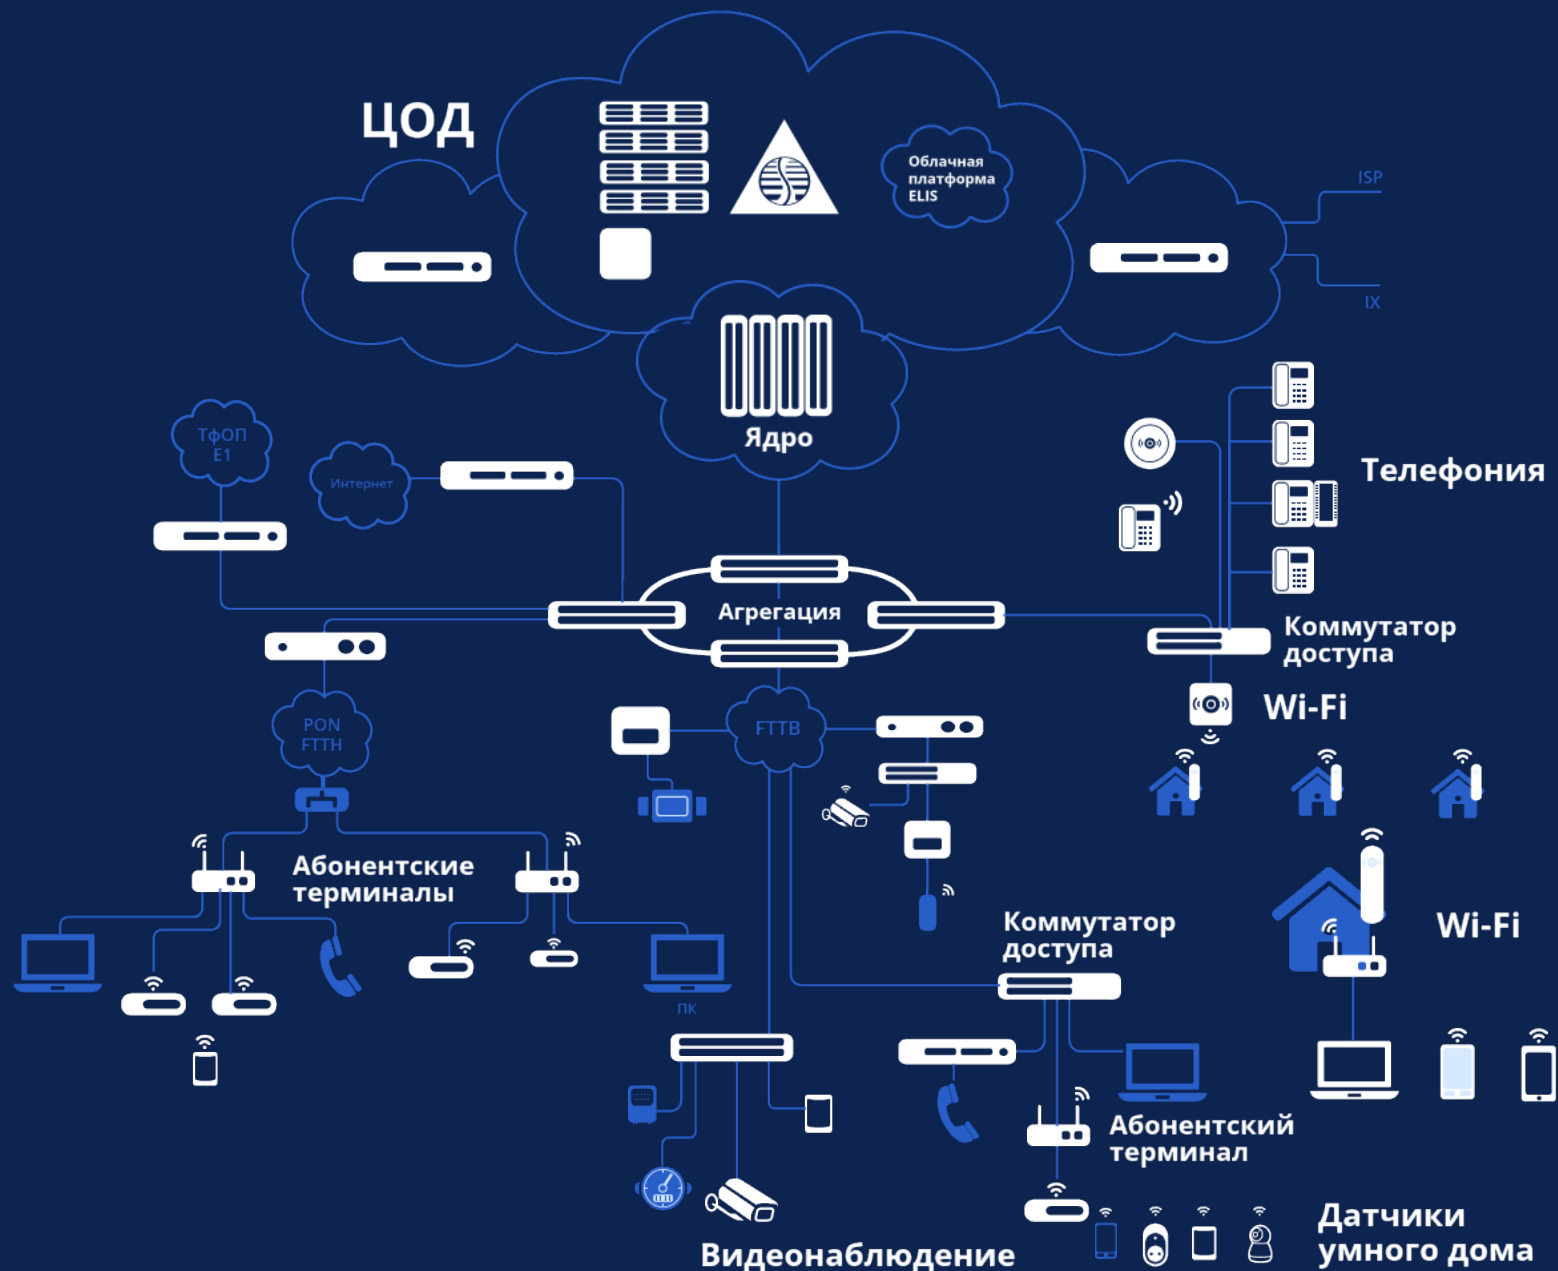 ЦОД
Облачная
платформа
ELIS
ISP
IX
Ядро
ТфОП
E1
Интернет
Телефония
Агрегация
Коммутатор
доступа
Wi-Fi
PON
FTTH
FTTB
Абонентские
терминалы
Wi-Fi
Коммутатор
доступа
ПК
Абонентский
терминал
Видеонаблюдение
Датчики
умного дома